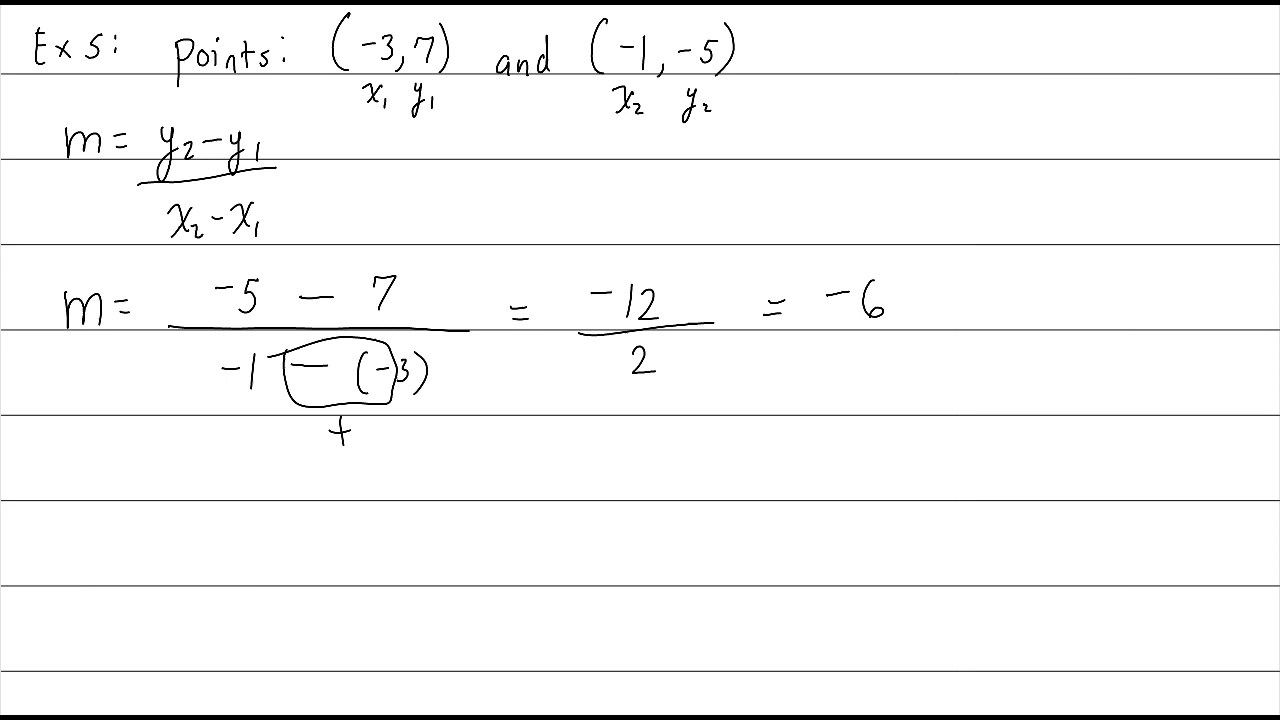 Ex 5: points: (-3, 7) and (-1, -5)
x₁ y₁ x₂ y₂
m = y₂ - y₁
x₂ - x₁
m = -5 - 7 = -12 = -6
-1 - (-3) 2
+